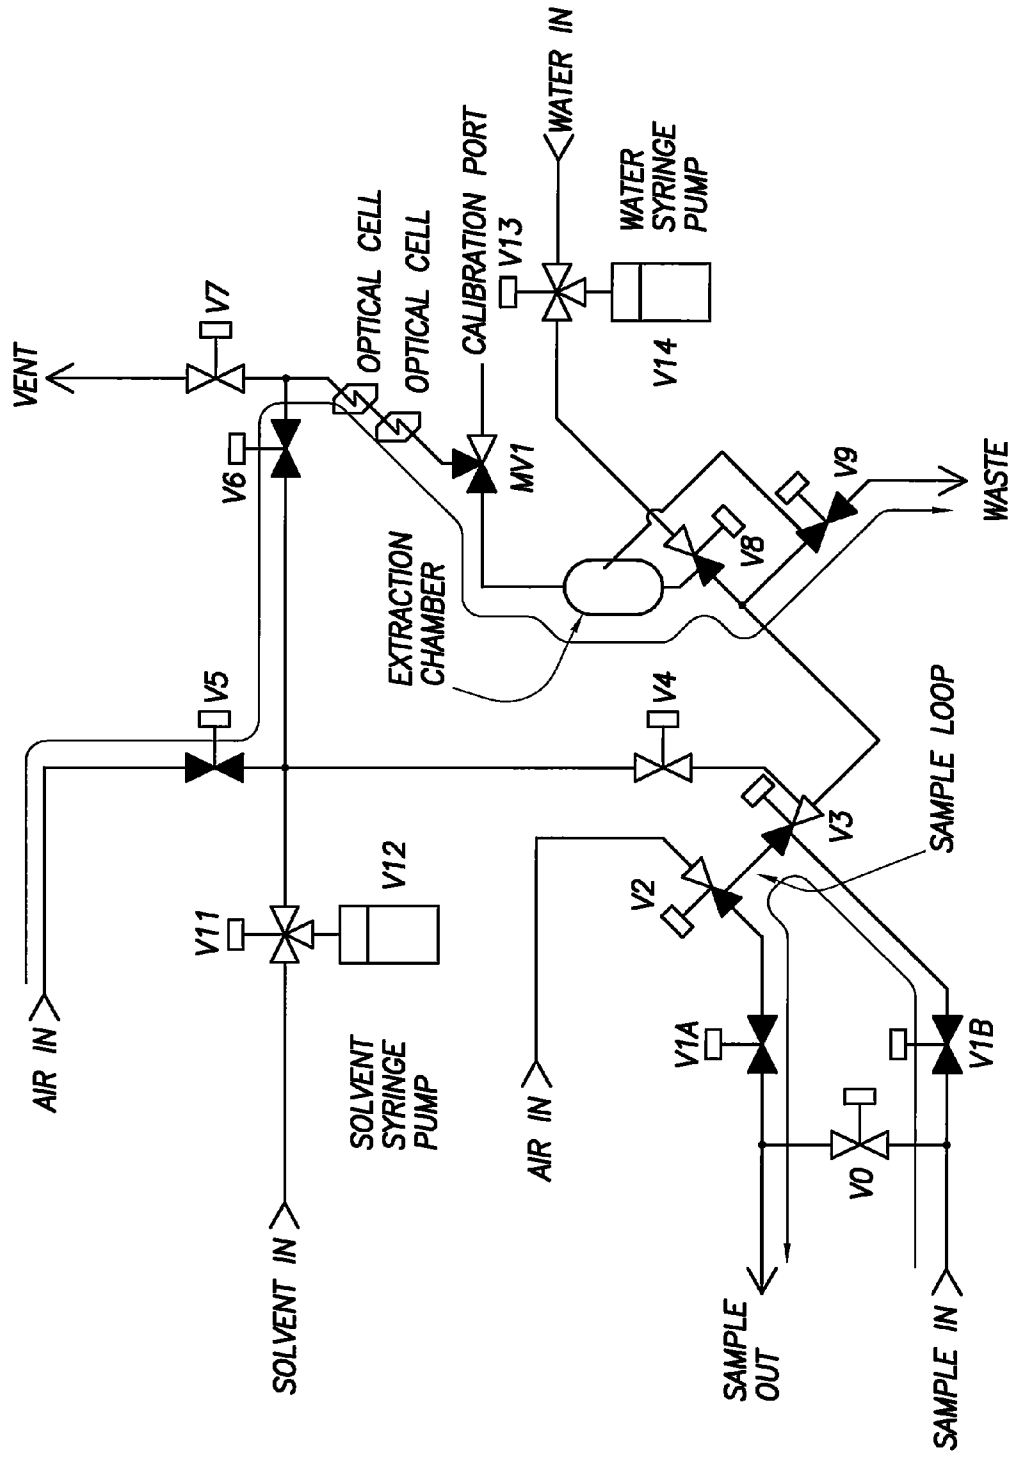 VENT
V7
OPTICAL CELL
OPTICAL CELL
CALIBRATION PORT
V13
WATER IN
WATER
SYRINGE
PUMP
V14
V6
MV1
V9
WASTE
V8
EXTRACTION
CHAMBER
V5
V4
SAMPLE LOOP
V3
V2
V11
V12
AIR IN
SOLVENT
SYRINGE
PUMP
AIR IN
V1A
V1B
V0
SOLVENT IN
SAMPLE
OUT
SAMPLE IN